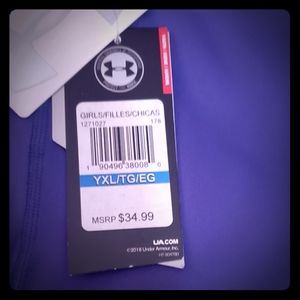 GIRLS/FILLES/CHICAS
1271027 178
1 90496 38008 6
YXL/TG/EG
MSRP $34.99
UA.COM
©2016 Under Armour, Inc.